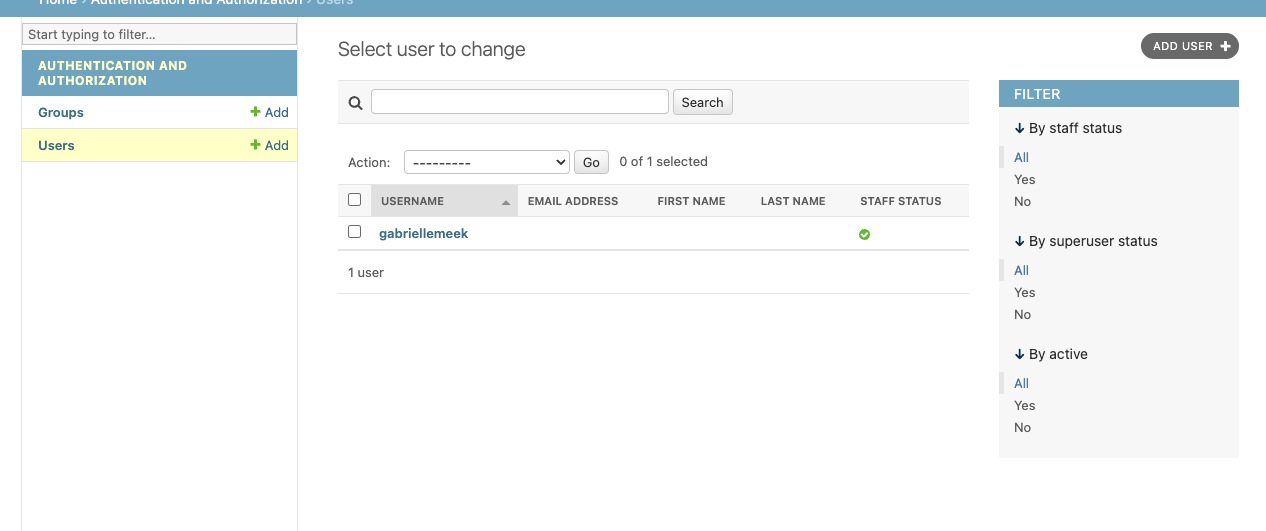 Home › Authentication and Authorization › Users
Start typing to filter...
AUTHENTICATION AND
AUTHORIZATION
Groups + Add
Users + Add
Select user to change
ADD USER +
Search
Action: --------- Go 0 of 1 selected
USERNAME EMAIL ADDRESS FIRST NAME LAST NAME STAFF STATUS
gabriellemeek
1 user
FILTER
↓ By staff status
All
Yes
No
↓ By superuser status
All
Yes
No
↓ By active
All
Yes
No